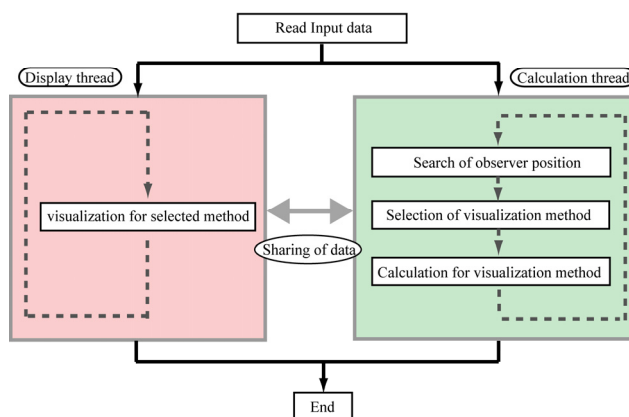 Read Input data
Display thread
Calculation thread
Search of observer position
visualization for selected method
Selection of visualization method
Sharing of data
Calculation for visualization method
End